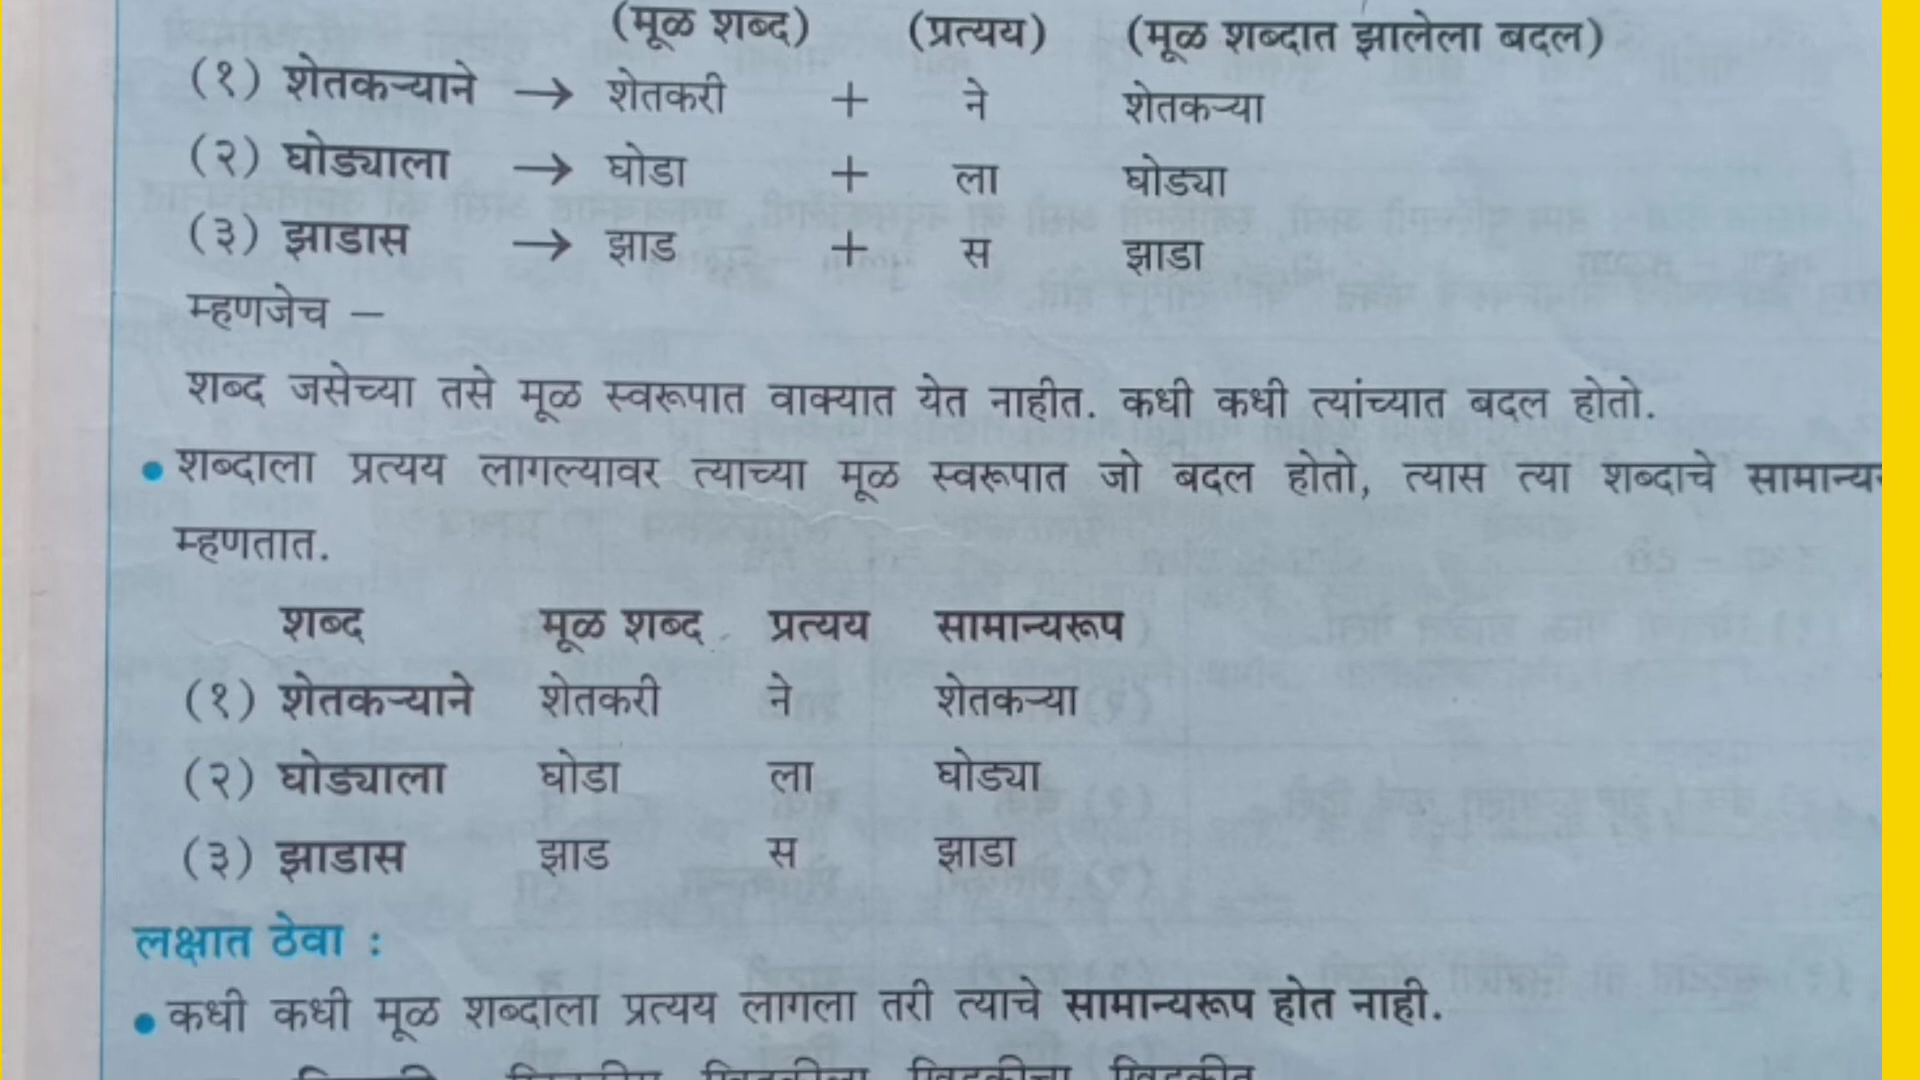 (मूळ शब्द) (प्रत्यय) (मूळ शब्दात झालेला बदल)
(१) शेतकऱ्याने → शेतकरी + ने शेतकऱ्या
(२) घोड्याला → घोडा + ला घोड्या
(३) झाडास → झाड + स झाडा
म्हणजेच –
शब्द जसेच्या तसे मूळ स्वरूपात वाक्यात येत नाहीत. कधी कधी त्यांच्यात बदल होतो.
• शब्दाला प्रत्यय लागल्यावर त्याच्या मूळ स्वरूपात जो बदल होतो, त्यास त्या शब्दाचे
म्हणतात.
शब्द मूळ शब्द प्रत्यय सामान्यरूप
(१) शेतकऱ्याने शेतकरी ने शेतकऱ्या
(२) घोड्याला घोडा ला घोड्या
(३) झाडास झाड स झाडा
लक्षात ठेवा :
• कधी कधी मूळ शब्दाला प्रत्यय लागला तरी त्याचे सामान्यरूप होत नाही.